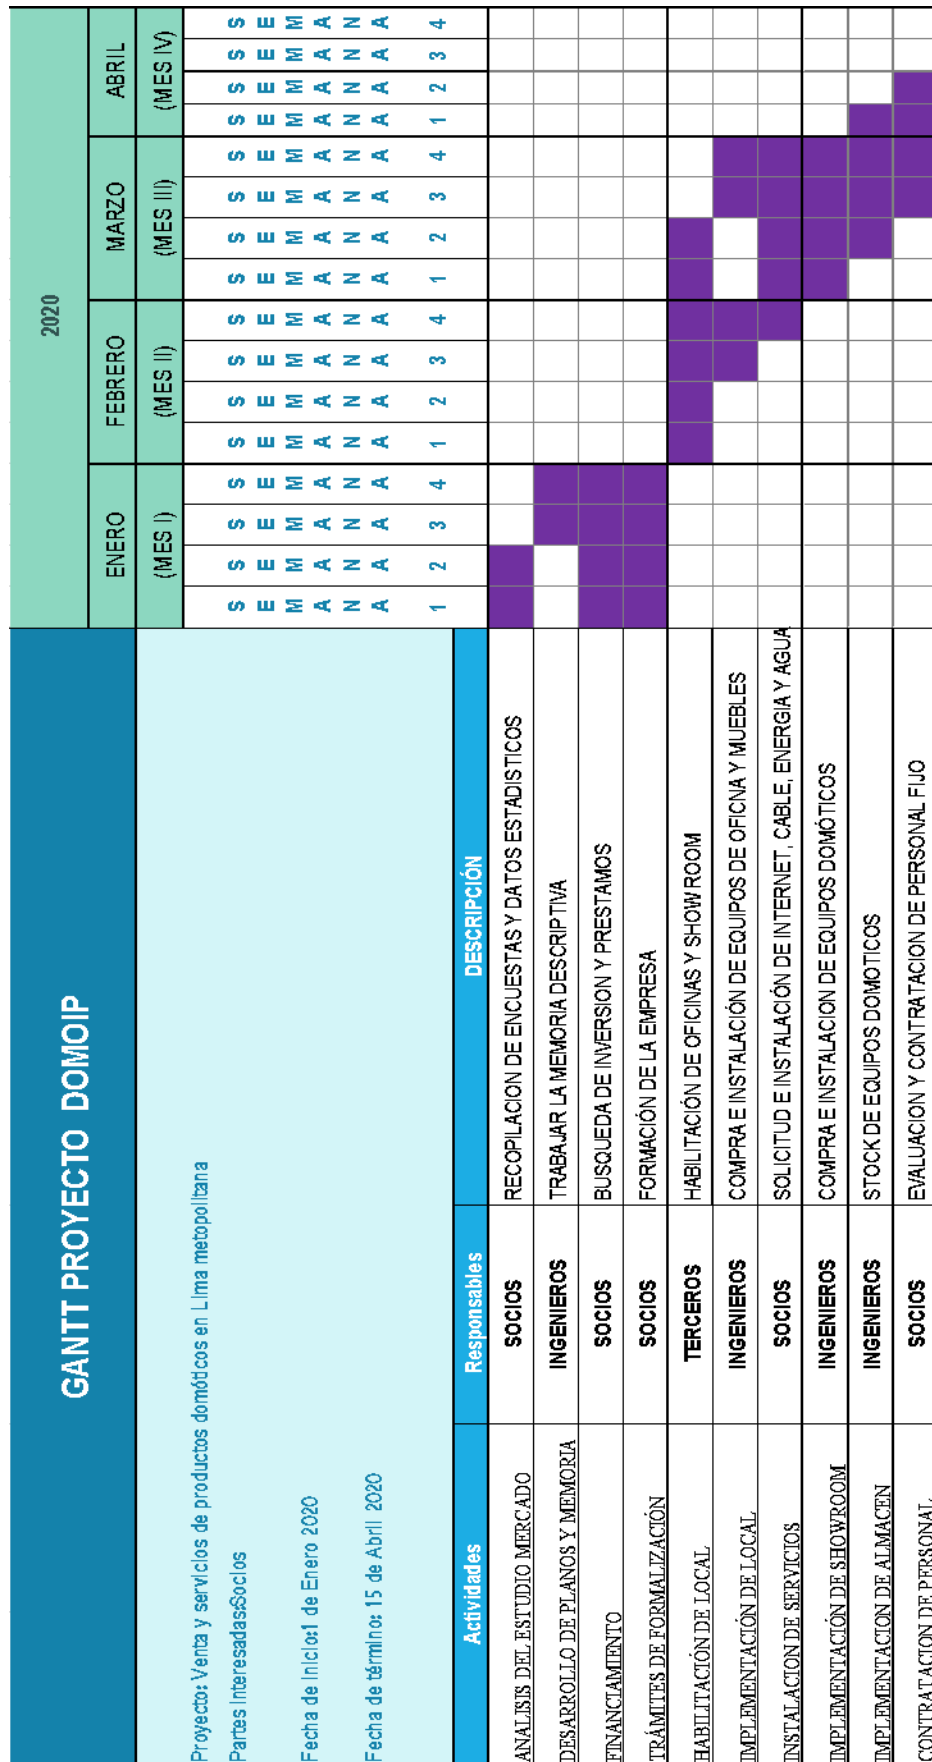 GANTT PROYECTO DOMOIP
2020
ENERO FEBRERO MARZO ABRIL
(MES I) (MES II) (MES III) (MES IV)
Proyecto: Venta y servicios de productos domóticos en Lima metopolitana
Partes Interesadas:Socios
Fecha de Inicio:1 de Enero 2020
Fecha de término: 15 de Abril 2020
SEMANA 1 SEMANA 2 SEMANA 3 SEMANA 4 SEMANA 1 SEMANA 2 SEMANA 3 SEMANA 4 SEMANA 1 SEMANA 2 SEMANA 3 SEMANA 4 SEMANA 1 SEMANA 2 SEMANA 3 SEMANA 4
Actividades Responsables DESCRIPCIÓN
ANALISIS DEL ESTUDIO MERCADO SOCIOS RECOPILACION DE ENCUESTAS Y DATOS ESTADISTICOS
DESARROLLO DE PLANOS Y MEMORIA INGENIEROS TRABAJAR LA MEMORIA DESCRIPTIVA
FINANCIAMIENTO SOCIOS BUSQUEDA DE INVERSION Y PRESTAMOS
TRÁMITES DE FORMALIZACIÓN SOCIOS FORMACIÓN DE LA EMPRESA
HABILITACIÓN DE LOCAL TERCEROS HABILITACIÓN DE OFICINAS Y SHOWROOM
IMPLEMENTACIÓN DE LOCAL INGENIEROS COMPRA E INSTALACIÓN DE EQUIPOS DE OFICNA Y MUEBLES
INSTALACION DE SERVICIOS SOCIOS SOLICITUD E INSTALACIÓN DE INTERNET, CABLE, ENERGIA Y AGUA
IMPLEMENTACIÓN DE SHOWROOM INGENIEROS COMPRA E INSTALACION DE EQUIPOS DOMÓTICOS
IMPLEMENTACION DE ALMACEN INGENIEROS STOCK DE EQUIPOS DOMOTICOS
CONTRATACION DE PERSONAL SOCIOS EVALUACION Y CONTRATACION DE PERSONAL FIJO